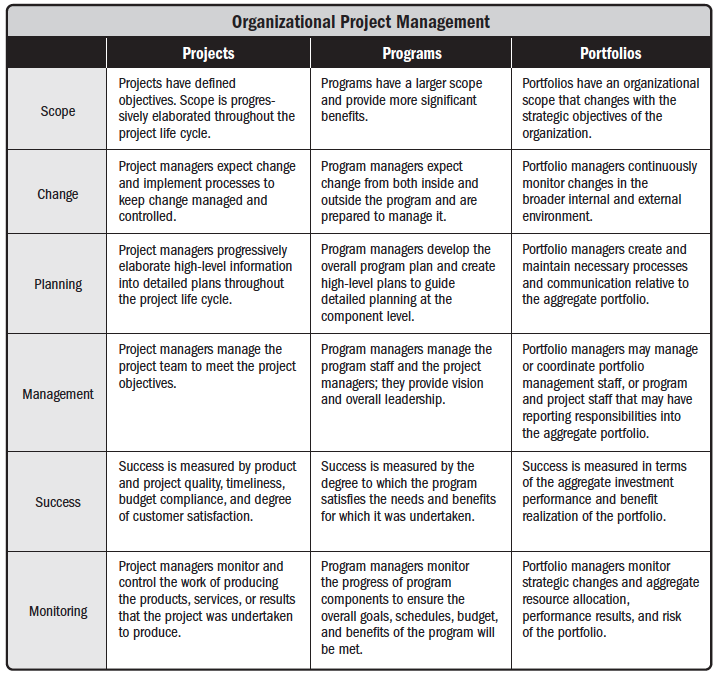 Organizational Project Management
Projects
Programs
Portfolios
Scope
Projects have defined
objectives. Scope is progres-
sively elaborated throughout the
project life cycle.
Programs have a larger scope
and provide more significant
benefits.
Portfolios have an organizational
scope that changes with the
strategic objectives of the
organization.
Change
Project managers expect change
and implement processes to
keep change managed and
controlled.
Program managers expect
change from both inside and
outside the program and are
prepared to manage it.
Portfolio managers continuously
monitor changes in the
broader internal and external
environment.
Planning
Project managers progressively
elaborate high-level information
into detailed plans throughout
the project life cycle.
Program managers develop the
overall program plan and create
high-level plans to guide
detailed planning at the
component level.
Portfolio managers create and
maintain necessary processes
and communication relative to
the aggregate portfolio.
Management
Project managers manage the
project team to meet the project
objectives.
Program managers manage the
program staff and the project
managers; they provide vision
and overall leadership.
Portfolio managers may manage
or coordinate portfolio
management staff, or program
and project staff that may have
reporting responsibilities into
the aggregate portfolio.
Success
Success is measured by product
and project quality, timeliness,
budget compliance, and degree
of customer satisfaction.
Success is measured by the
degree to which the program
satisfies the needs and benefits
for which it was undertaken.
Success is measured in terms
of the aggregate investment
performance and benefit
realization of the portfolio.
Monitoring
Project managers monitor and
control the work of producing
the products, services, or results
that the project was undertaken
to produce.
Program managers monitor
the progress of program
components to ensure the
overall goals, schedules, budget,
and benefits of the program will
be met.
Portfolio managers monitor
strategic changes and aggregate
resource allocation,
performance results, and risk
of the portfolio.